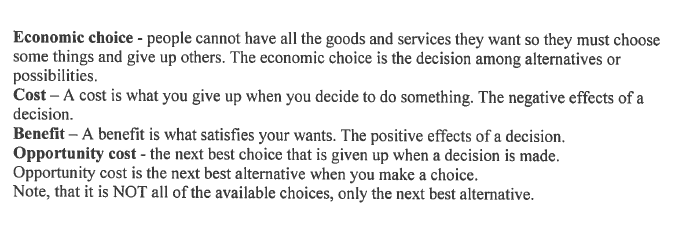 Economic choice - people cannot have all the goods and services they want so they must choose
some things and give up others. The economic choice is the decision among alternatives or
possibilities.
Cost – A cost is what you give up when you decide to do something. The negative effects of a
decision.
Benefit – A benefit is what satisfies your wants. The positive effects of a decision.
Opportunity cost - the next best choice that is given up when a decision is made.
Opportunity cost is the next best alternative when you make a choice.
Note, that it is NOT all of the available choices, only the next best alternative.